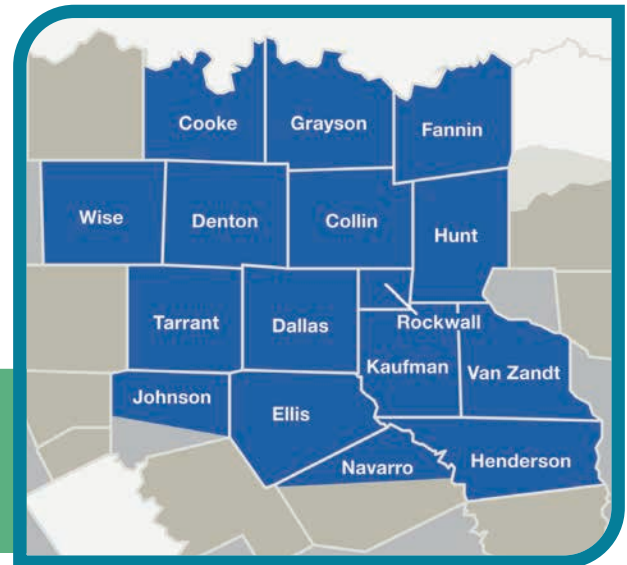 Cooke
Grayson
Fannin
Wise
Denton
Collin
Hunt
Tarrant
Dallas
Rockwall
Kaufman
Van Zandt
Johnson
Ellis
Navarro
Henderson